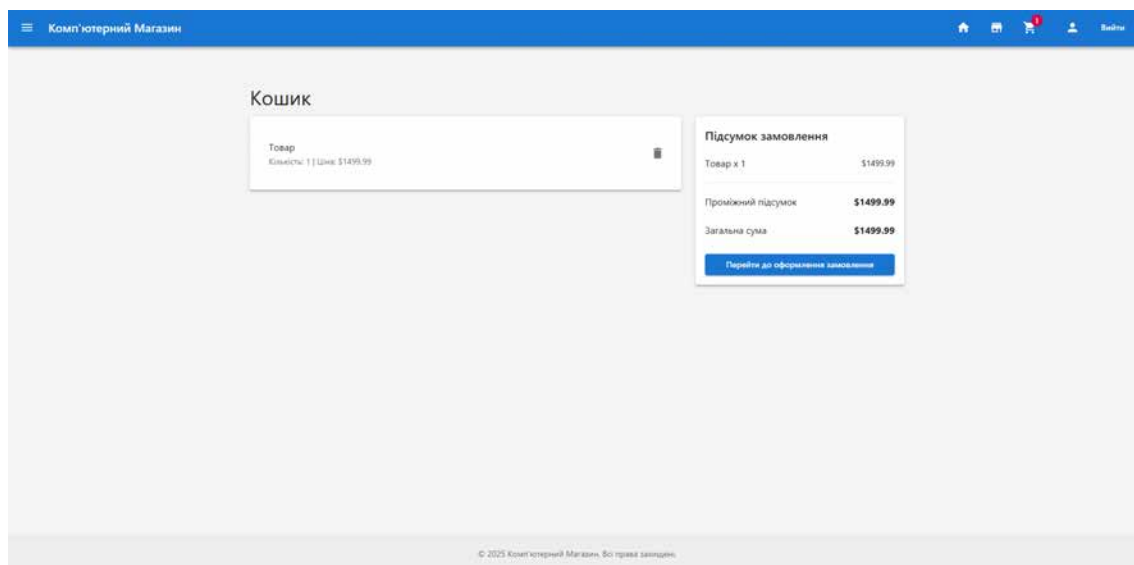 Комп'ютерний Магазин
1
Вийти
Кошик
Товар
Кількість: 1 | Ціна: $1499.99
Підсумок замовлення
Товар x 1 $1499.99
Проміжний підсумок $1499.99
Загальна сума $1499.99
Перейти до оформлення замовлення
© 2025 Комп'ютерний Магазин. Всі права захищені.